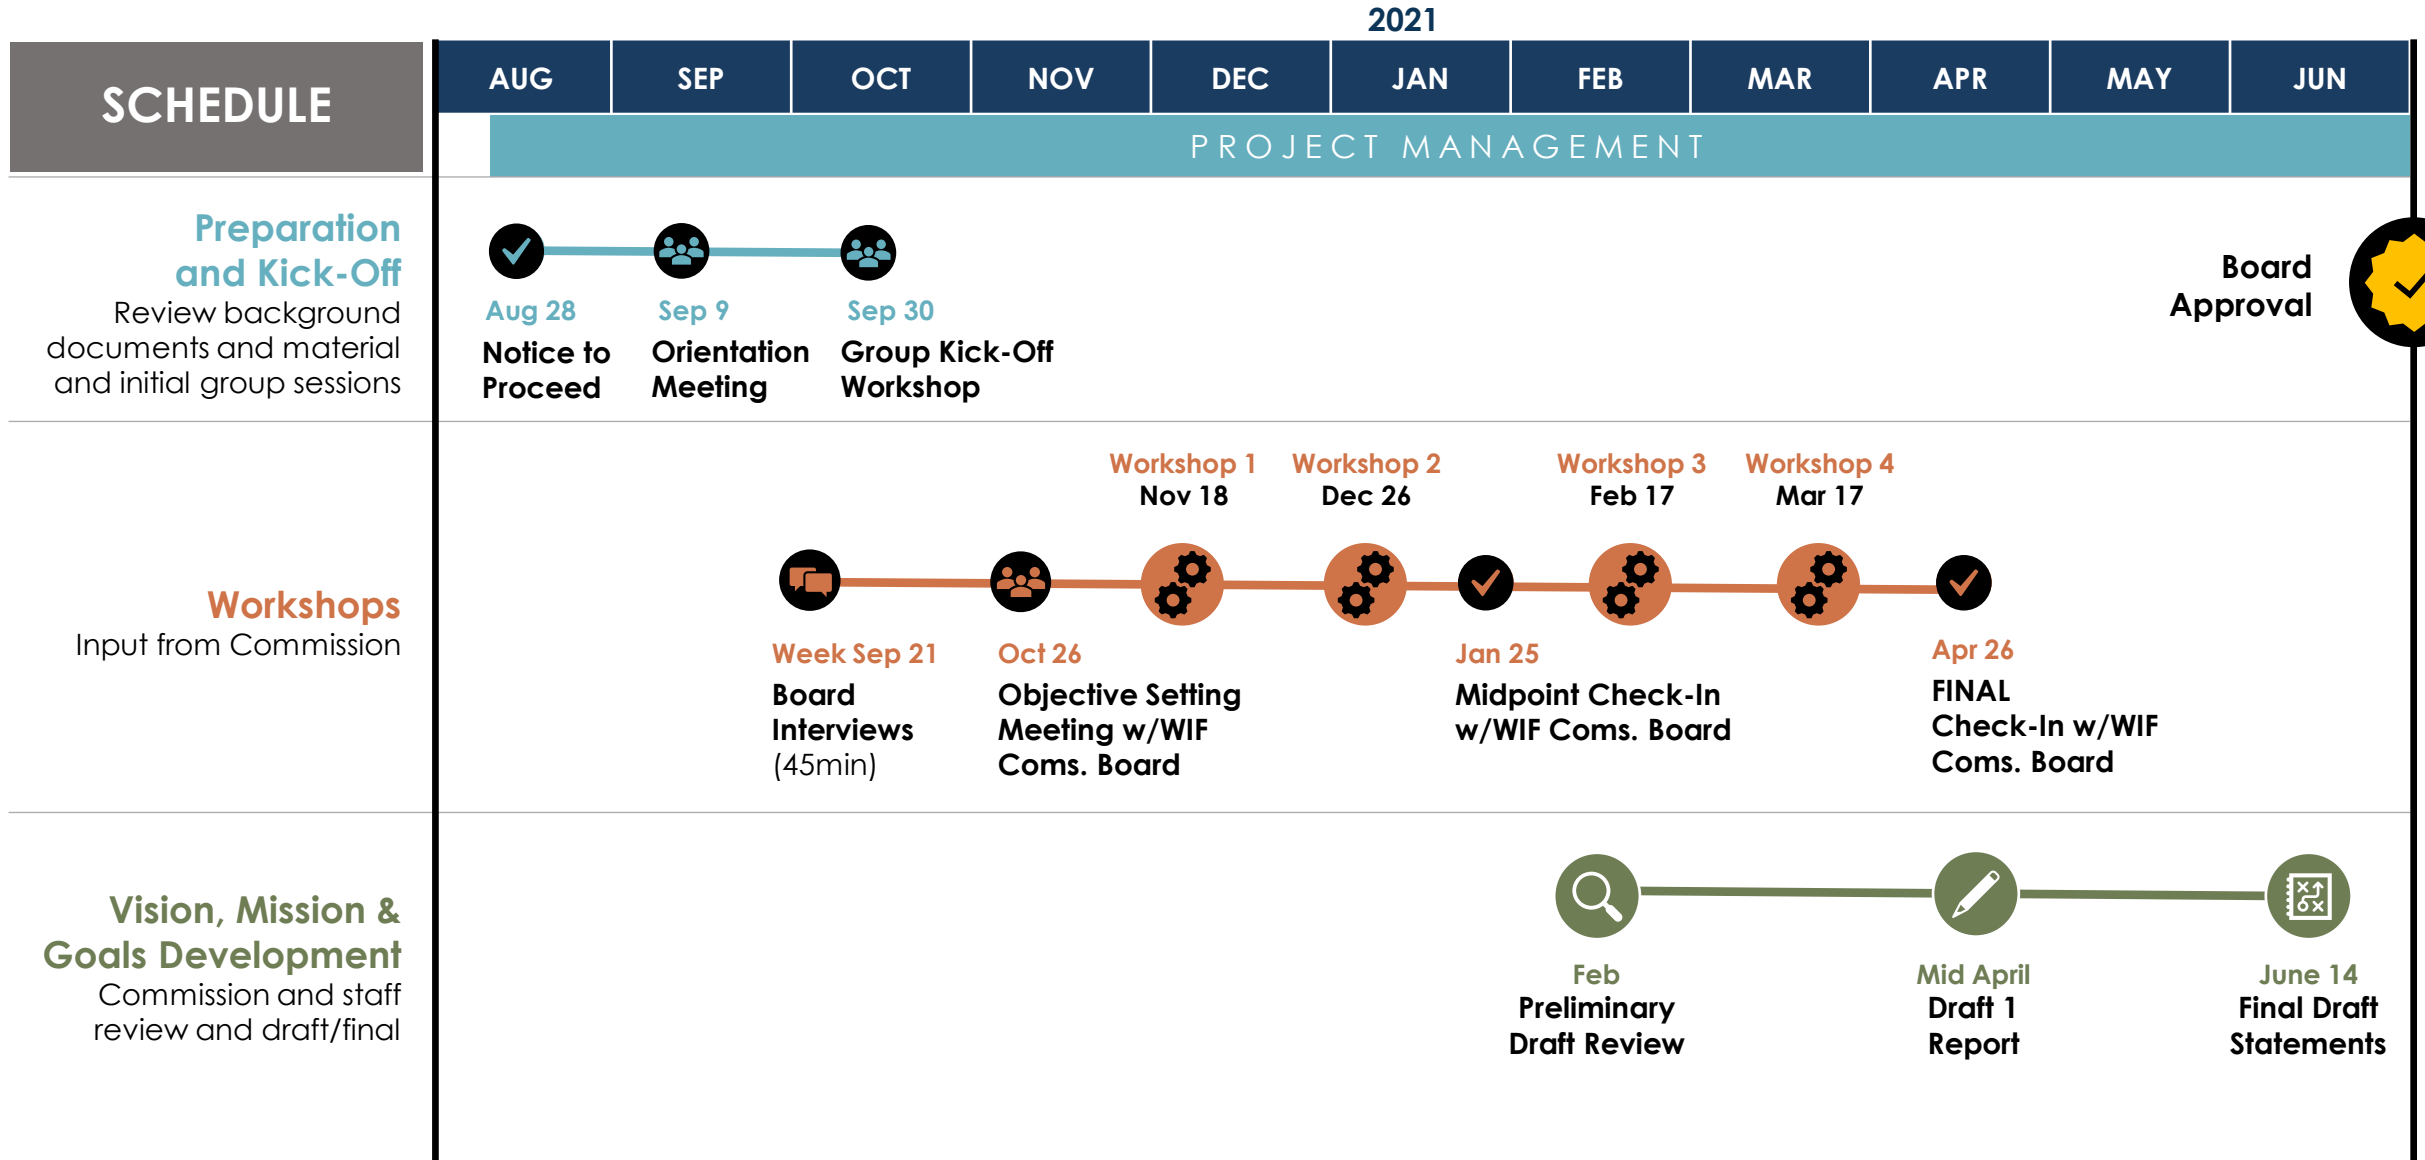 2021
SCHEDULE
AUG SEP OCT NOV DEC JAN FEB MAR APR MAY JUN
PROJECT MANAGEMENT
Preparation
and Kick-Off
Review background
documents and material
and initial group sessions
Aug 28
Notice to
Proceed
Sep 9
Orientation
Meeting
Sep 30
Group Kick-Off
Workshop
Board
Approval
Workshops
Input from Commission
Workshop 1
Nov 18
Workshop 2
Dec 26
Workshop 3
Feb 17
Workshop 4
Mar 17
Week Sep 21
Board
Interviews
(45min)
Oct 26
Objective Setting
Meeting w/WIF
Coms. Board
Jan 25
Midpoint Check-In
w/WIF Coms. Board
Apr 26
FINAL
Check-In w/WIF
Coms. Board
Vision, Mission &
Goals Development
Commission and staff
review and draft/final
Feb
Preliminary
Draft Review
Mid April
Draft 1
Report
June 14
Final Draft
Statements